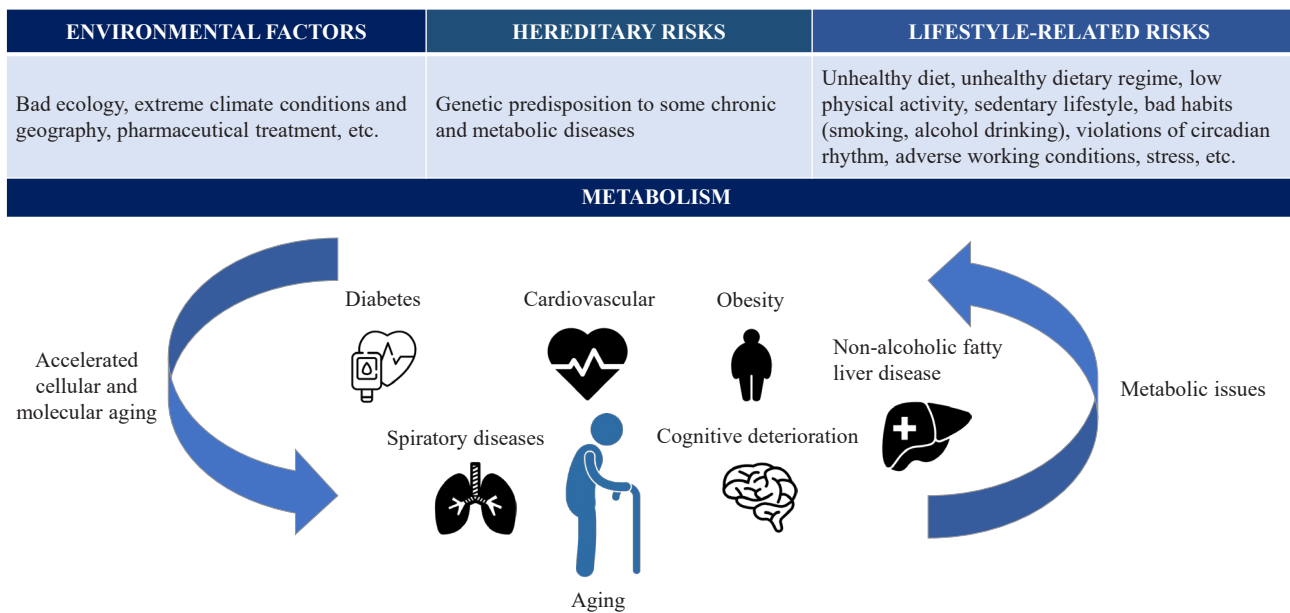 ENVIRONMENTAL FACTORS
HEREDITARY RISKS
LIFESTYLE-RELATED RISKS
Bad ecology, extreme climate conditions and
geography, pharmaceutical treatment, etc.
Genetic predisposition to some chronic
and metabolic diseases
Unhealthy diet, unhealthy dietary regime, low
physical activity, sedentary lifestyle, bad habits
(smoking, alcohol drinking), violations of circadian
rhythm, adverse working conditions, stress, etc.
METABOLISM
Accelerated
cellular and
molecular aging
Diabetes
Cardiovascular
Obesity
Non-alcoholic fatty
liver disease
Spiratory diseases
Cognitive deterioration
Aging
Metabolic issues